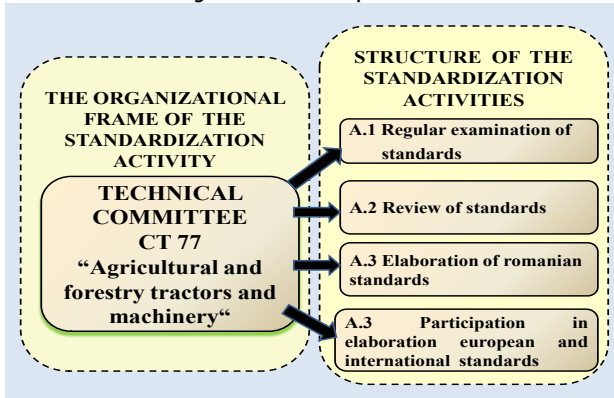 THE ORGANIZATIONAL
FRAME OF THE
STANDARDIZATION
ACTIVITY
TECHNICAL
COMMITTEE
CT 77
“Agricultural and
forestry tractors and
machinery“
STRUCTURE OF THE
STANDARDIZATION
ACTIVITIES
A.1 Regular examination of
standards
A.2 Review of standards
A.3 Elaboration of romanian
standards
A.3 Participation in
elaboration european and
international standards